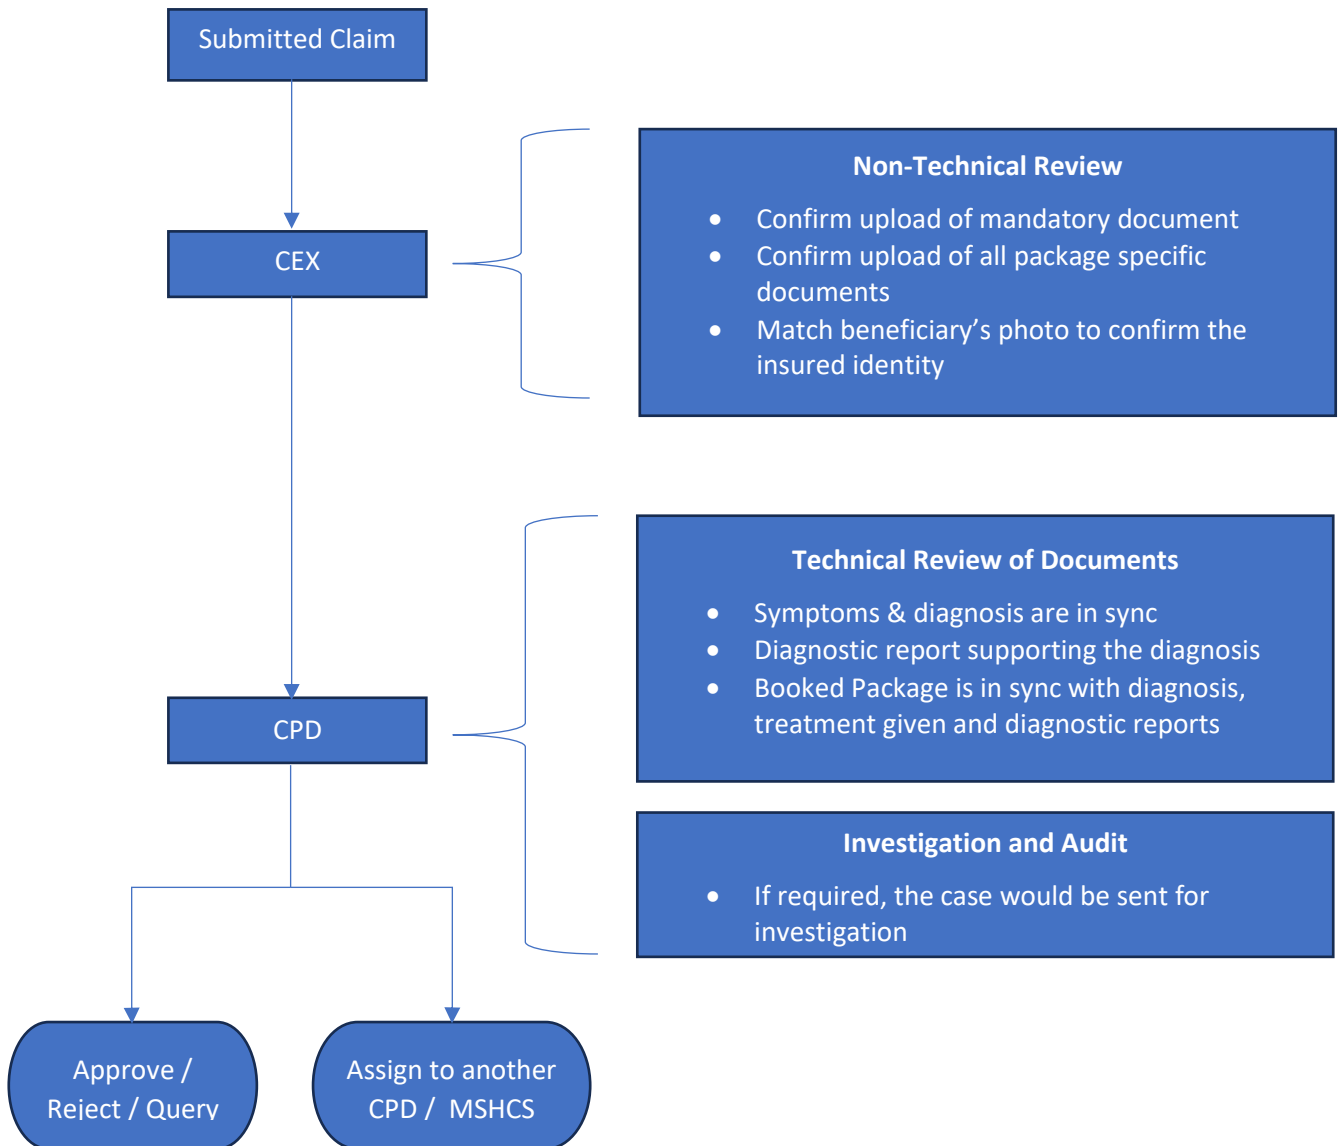 Submitted Claim
CEX
Non-Technical Review
• Confirm upload of mandatory document
• Confirm upload of all package specific
documents
• Match beneficiary’s photo to confirm the
insured identity
CPD
Technical Review of Documents
• Symptoms & diagnosis are in sync
• Diagnostic report supporting the diagnosis
• Booked Package is in sync with diagnosis,
treatment given and diagnostic reports
Investigation and Audit
• If required, the case would be sent for
investigation
Approve /
Reject / Query
Assign to another
CPD / MSHCS